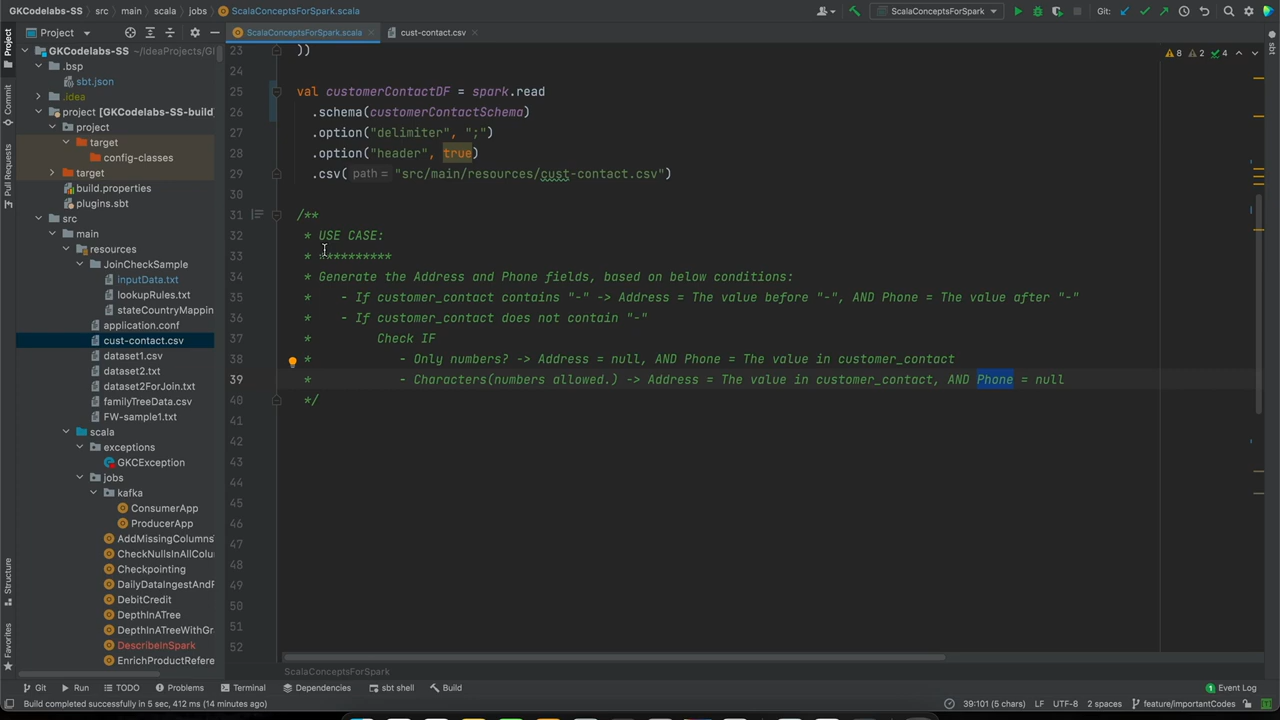 GKCodelabs-SS
src
main
scala
jobs
ScalaConceptsForSpark.scala
ScalaConceptsForSpark
Git:
Project
ScalaConceptsForSpark.scala
cust-contact.csv
Project
Commit
Pull Requests
Structure
Favorites
sbt
GKCodelabs-SS ~/IdeaProjects/G
.bsp
sbt.json
.idea
project [GKCodelabs-SS-build]
project
target
config-classes
target
build.properties
plugins.sbt
src
main
resources
JoinCheckSample
inputData.txt
lookupRules.txt
stateCountryMappin
application.conf
cust-contact.csv
dataset1.csv
dataset2.txt
dataset2ForJoin.txt
familyTreeData.csv
FW-sample1.txt
scala
exceptions
GKCException
jobs
kafka
ConsumerApp
ProducerApp
AddMissingColumns
CheckNullsInAllColu
Checkpointing
DailyDataIngestAndF
DebitCredit
DepthInATree
DepthInATreeWithGr
DescribeInSpark
EnrichProductRefere
8 2 4
23 ))
24
25 val customerContactDF = spark.read
26 .schema(customerContactSchema)
27 .option("delimiter", ";")
28 .option("header", true)
29 .csv( path = "src/main/resources/cust-contact.csv")
30
31 /**
32 * USE CASE:
33 * **********
34 * Generate the Address and Phone fields, based on below conditions:
35 * - If customer_contact contains "-" -> Address = The value before "-", AND Phone = The value after "-"
36 * - If customer_contact does not contain "-"
37 * Check IF
38 * - Only numbers? -> Address = null, AND Phone = The value in customer_contact
39 * - Characters(numbers allowed.) -> Address = The value in customer_contact, AND Phone = null
40 */
41
42
43
44
45
46
47
48
49
50
51
52
ScalaConceptsForSpark
Git
Run
TODO
Problems
Terminal
Dependencies
sbt shell
Build
1 Event Log
Build completed successfully in 5 sec, 412 ms (14 minutes ago)
39:101 (5 chars)
LF
UTF-8
2 spaces
feature/importantCodes